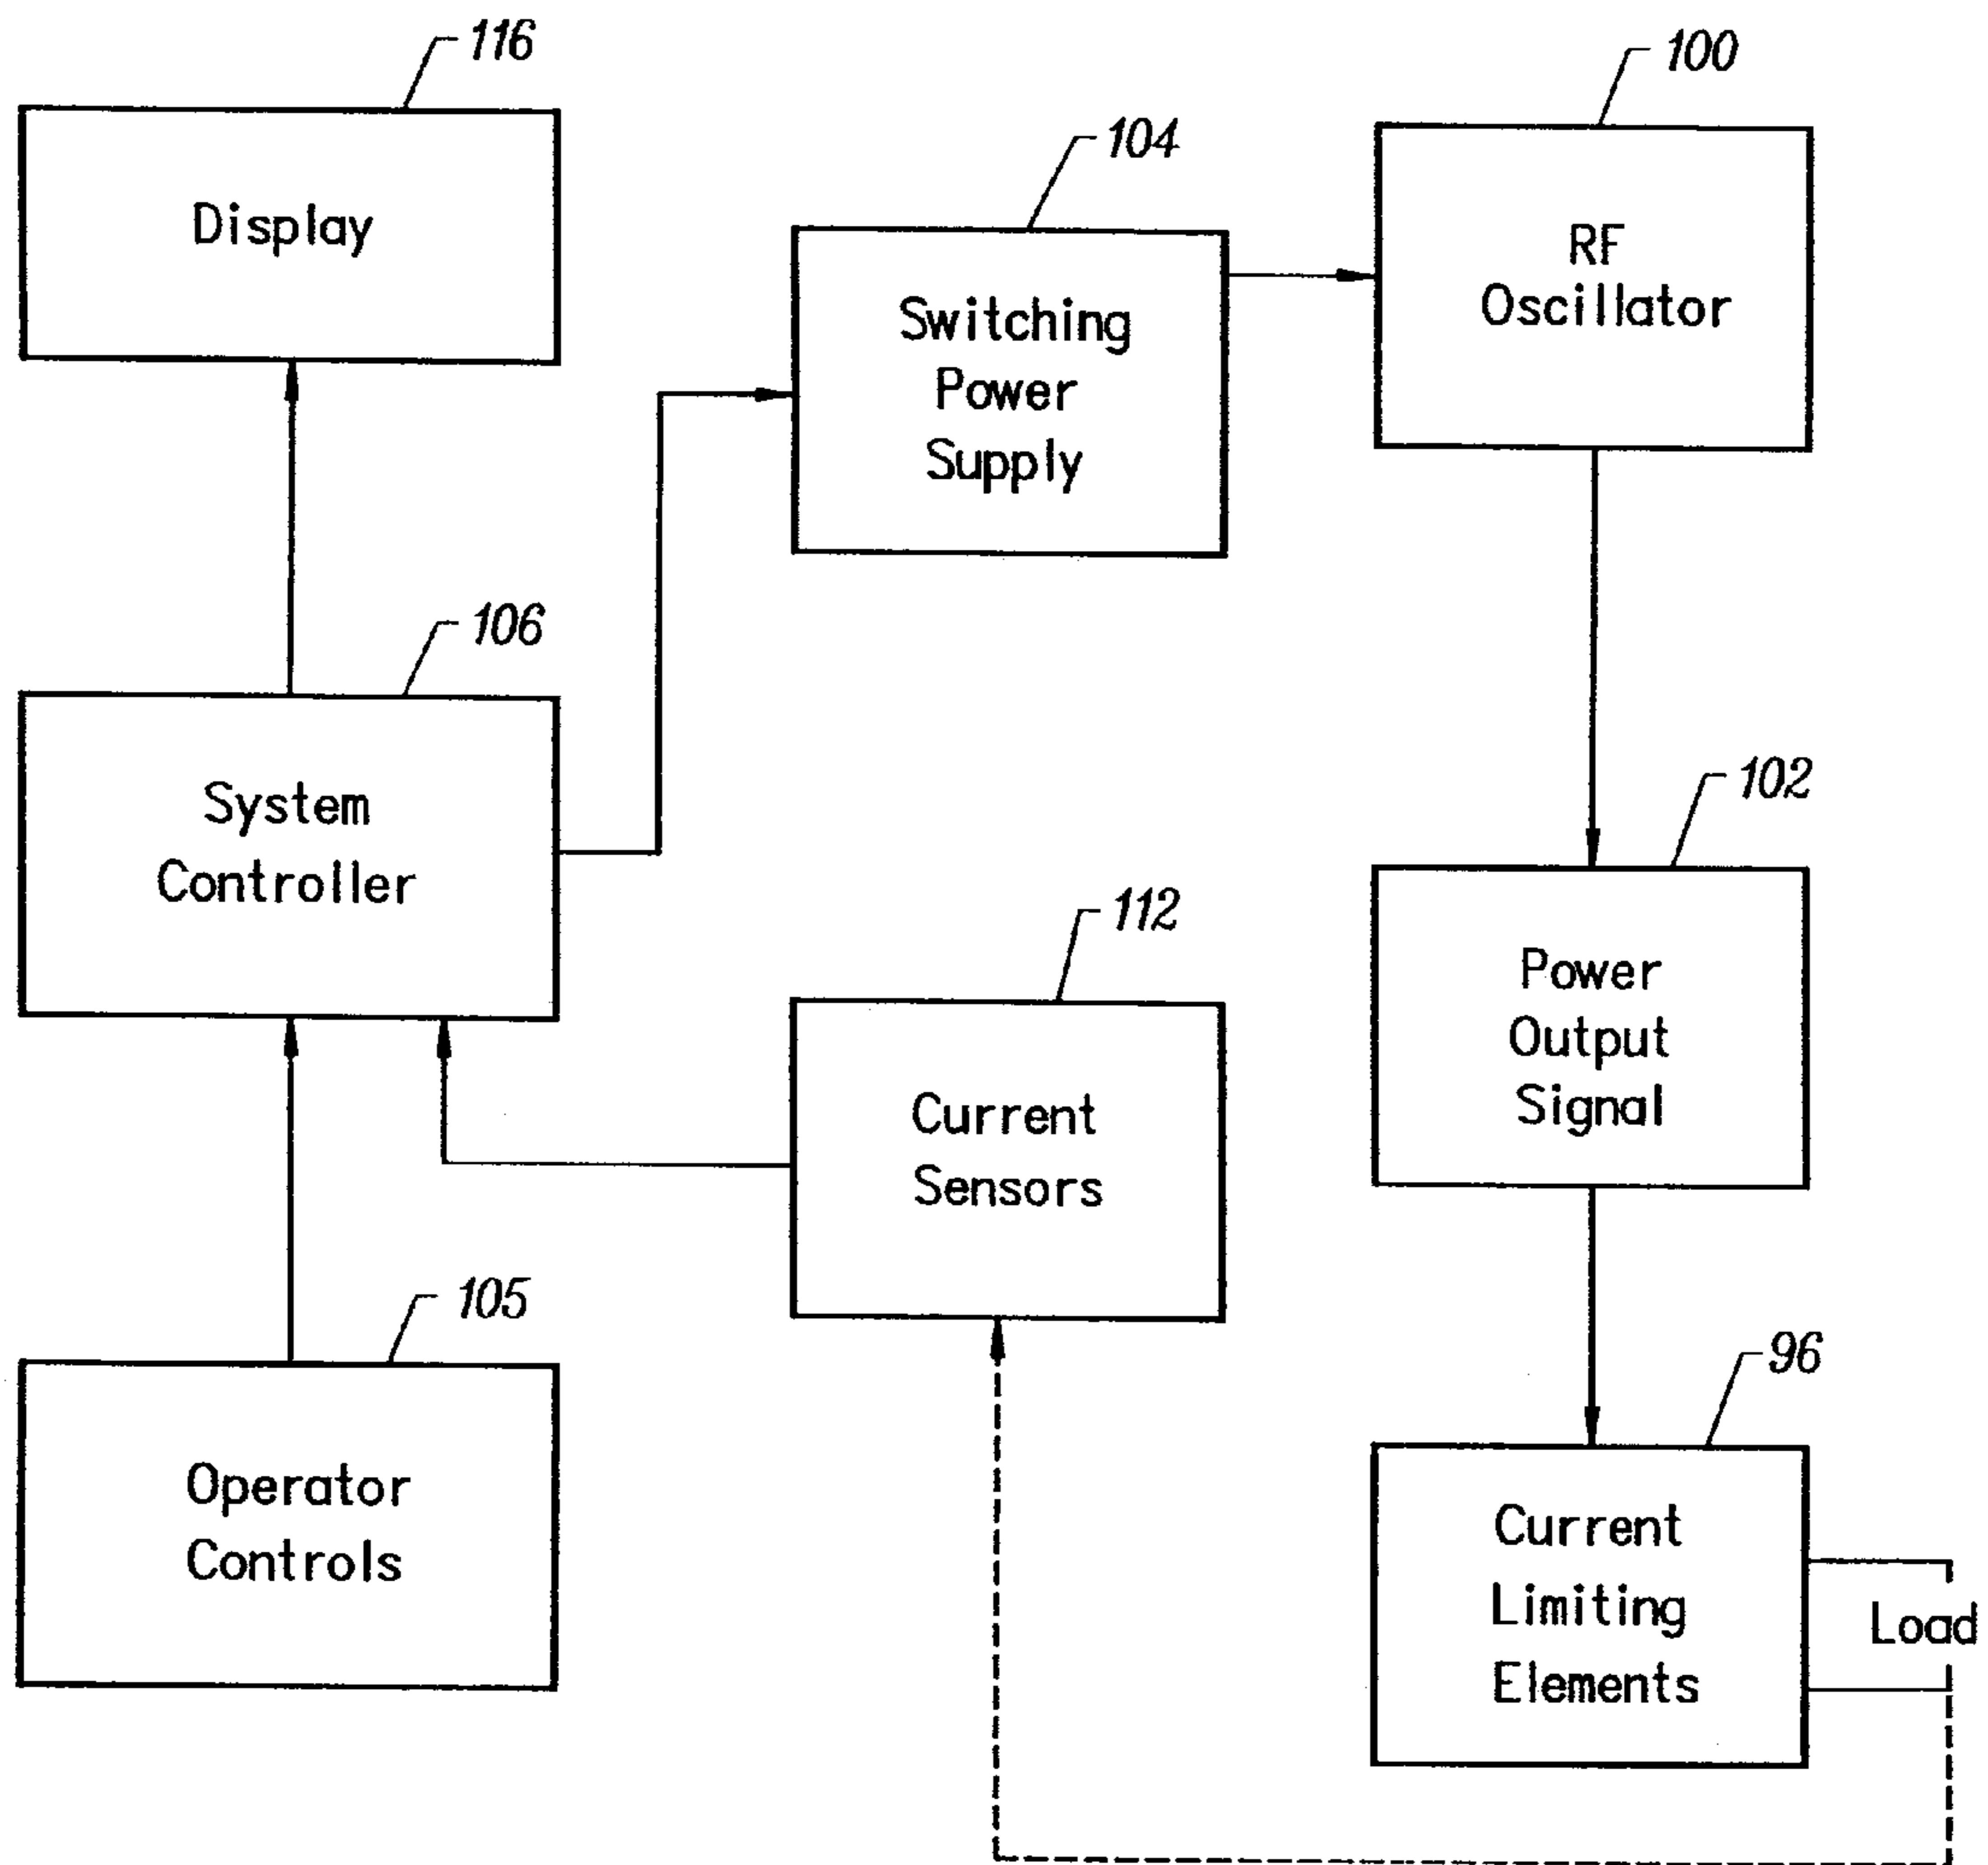 116
Display
104
Switching
Power
Supply
100
RF
Oscillator
106
System
Controller
112
Current
Sensors
102
Power
Output
Signal
105
Operator
Controls
96
Current
Limiting
Elements
Load